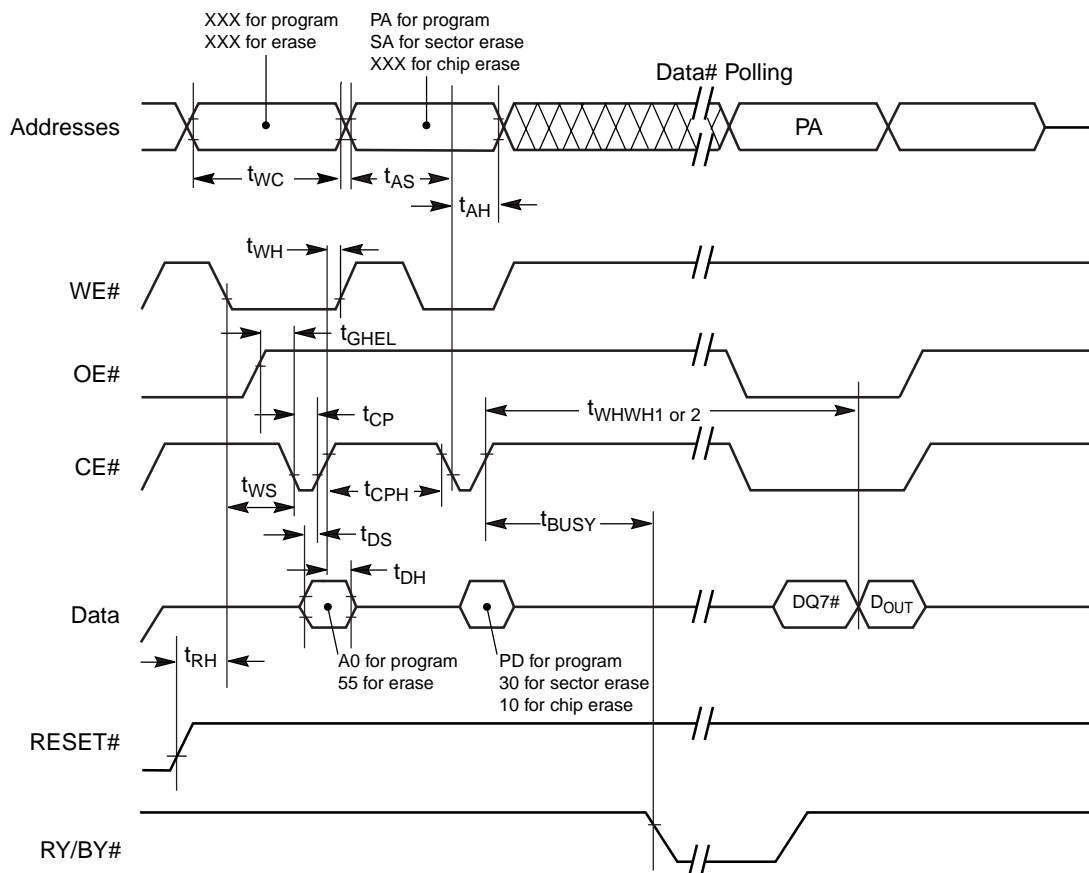 XXX for program
XXX for erase
PA for program
SA for sector erase
XXX for chip erase
Data# Polling
Addresses
PA
tWC
tAS
tAH
tWH
WE#
tGHEL
OE#
tWHWH1 or 2
tCP
CE#
tWS
tCPH
tBUSY
tDS
tDH
Data
DQ7#
DOUT
tRH
A0 for program
55 for erase
PD for program
30 for sector erase
10 for chip erase
RESET#
RY/BY#